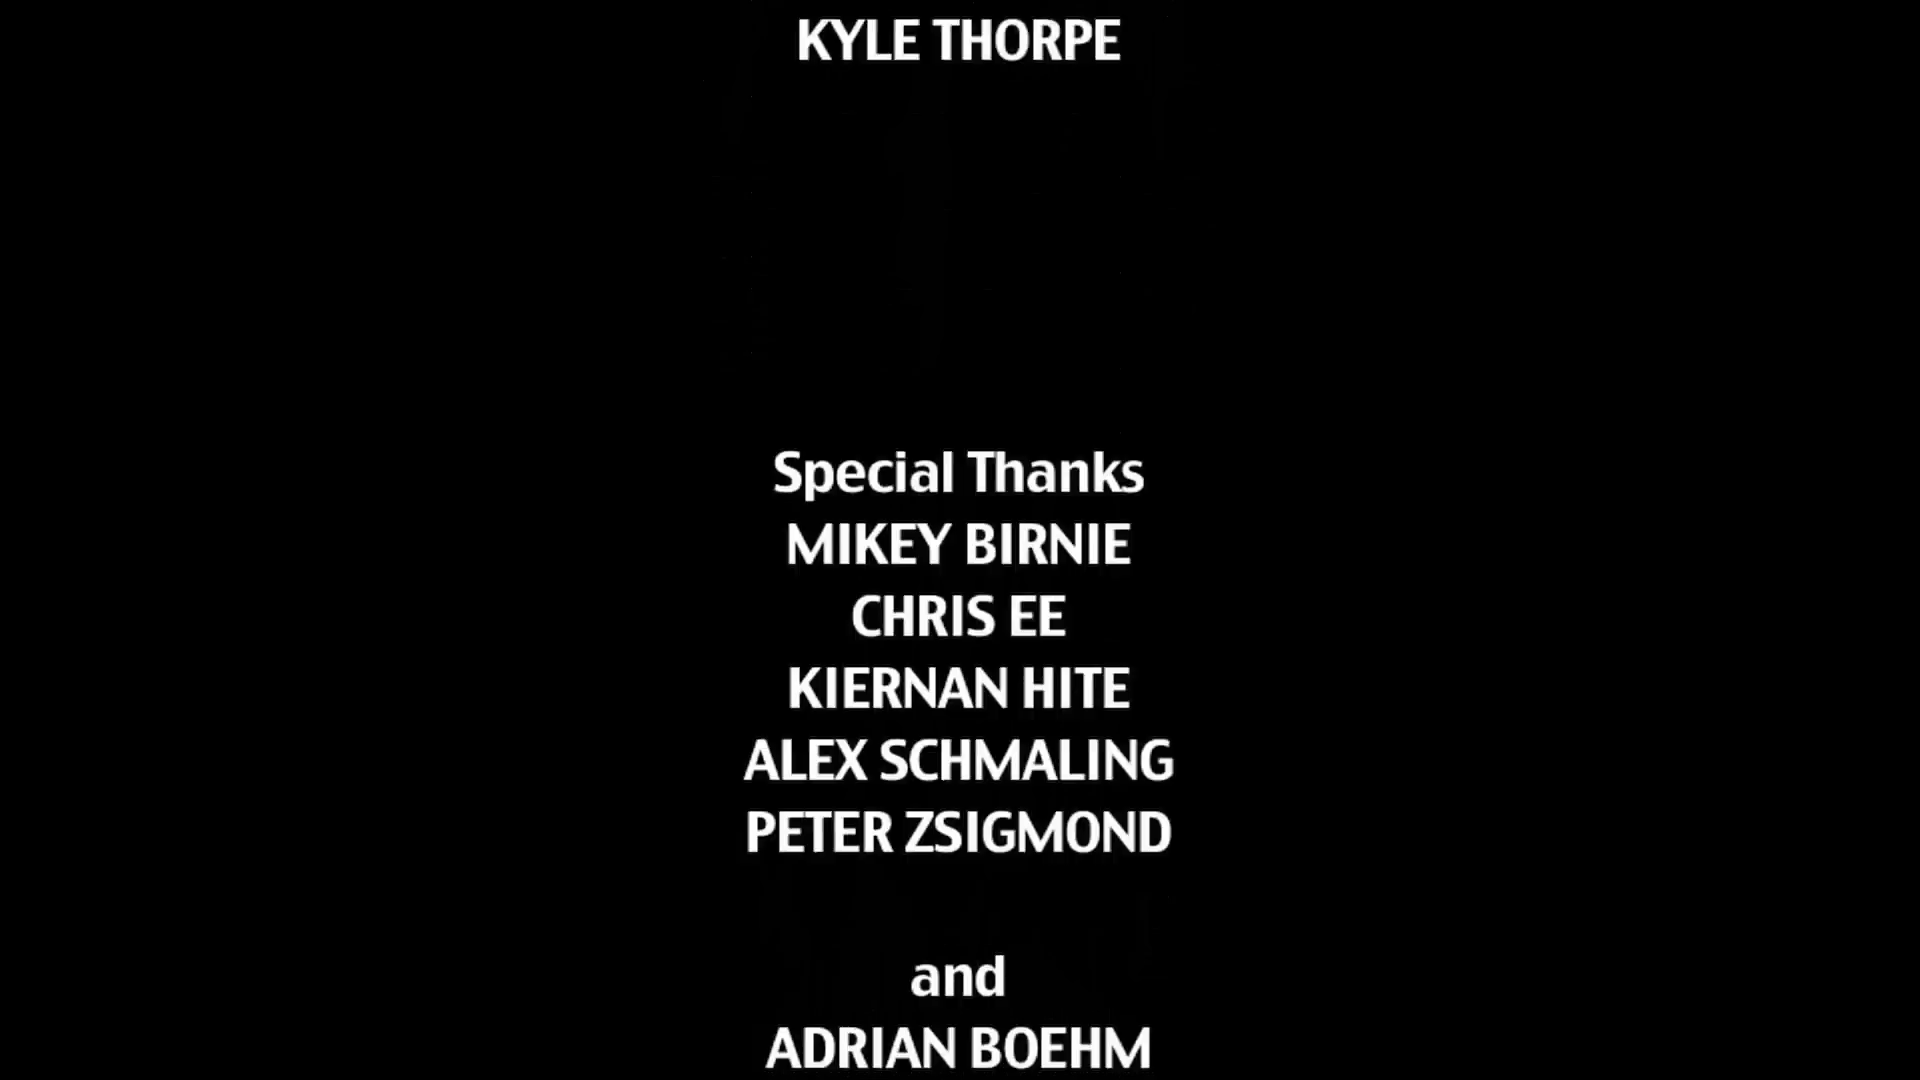 KYLE THORPE
Special Thanks
MIKEY BIRNIE
CHRIS EE
KIERNAN HITE
ALEX SCHMALING
PETER ZSIGMOND
and
ADRIAN BOEHM